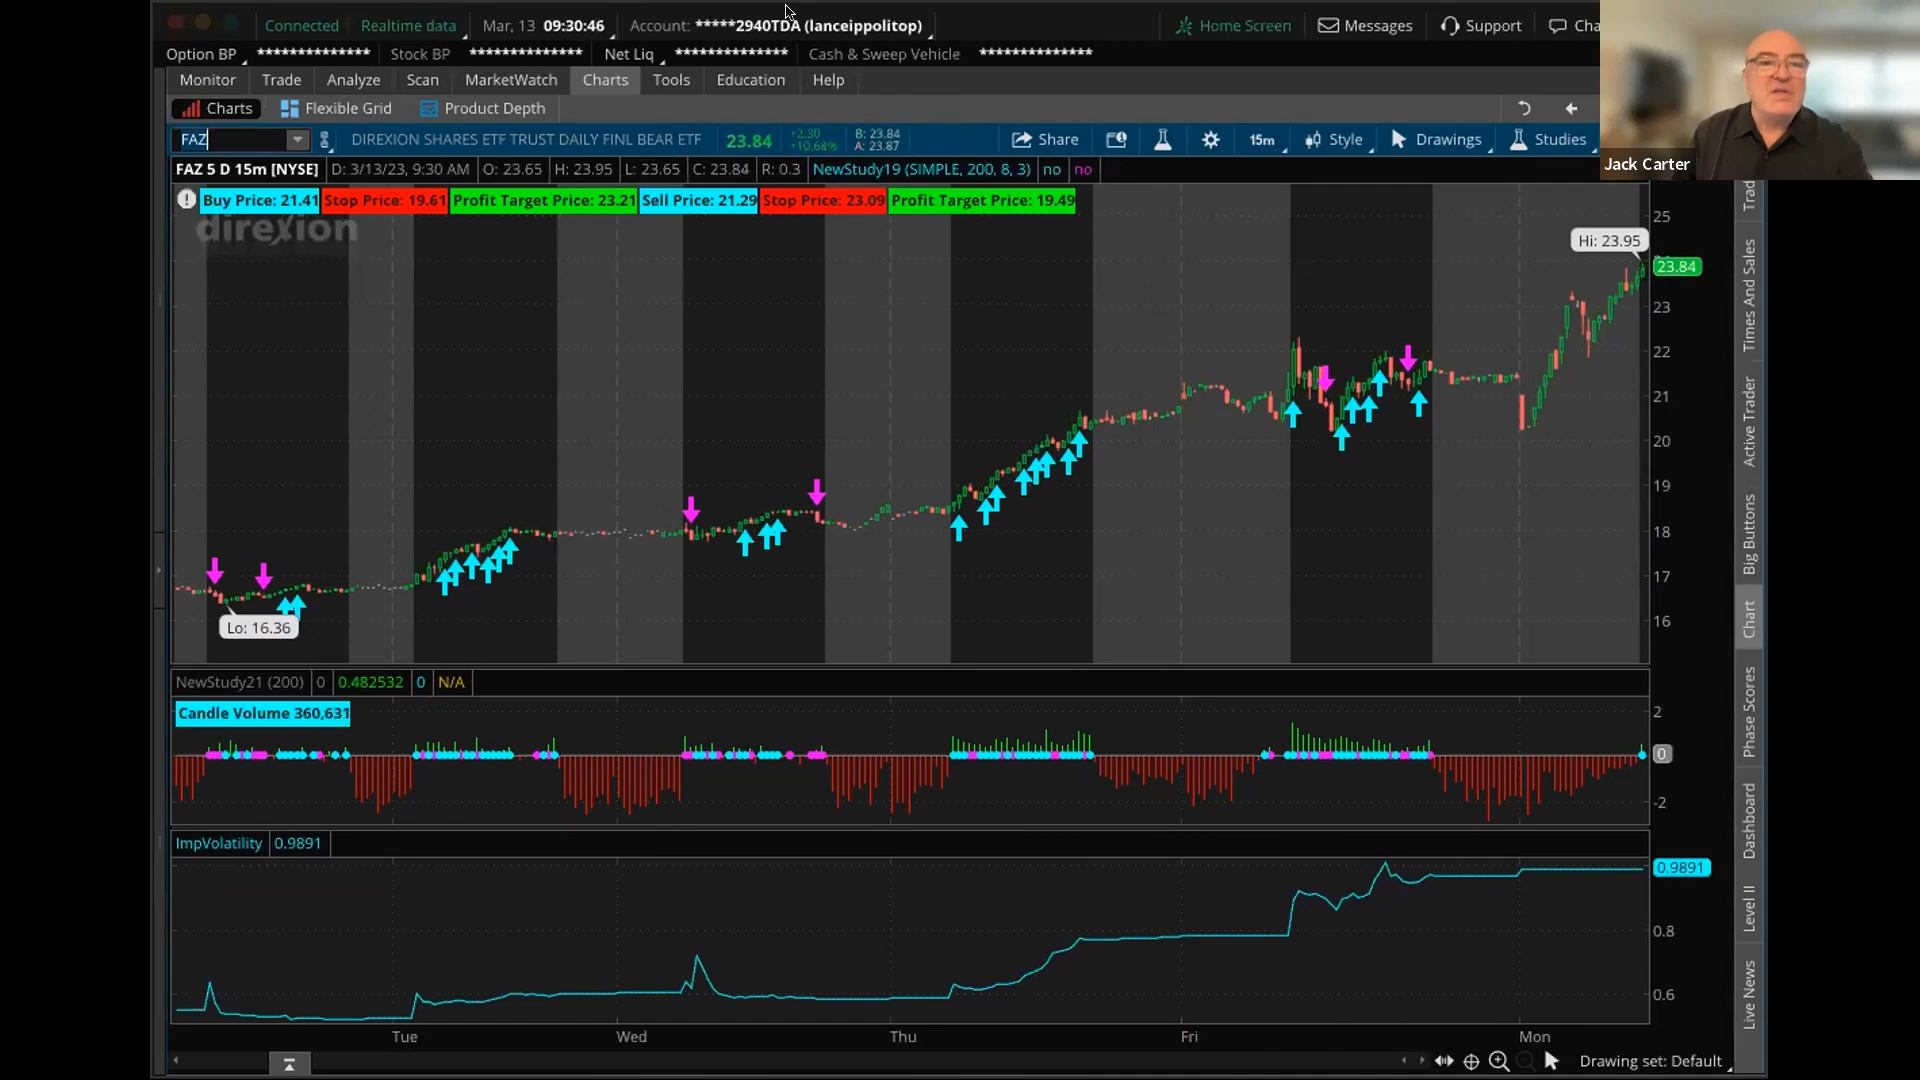 Connected Realtime data Mar, 13 09:30:46 Account: *****2940TDA (lanceippolitop) Home Screen Messages Support Cha
Option BP ************** Stock BP ************** Net Liq ************** Cash & Sweep Vehicle **************
Monitor Trade Analyze Scan MarketWatch Charts Tools Education Help
Charts Flexible Grid Product Depth
FAZ DIREXION SHARES ETF TRUST DAILY FINL BEAR ETF 23.84 +2.30 +10.68% B: 23.84 A: 23.87 Share 15m Style Drawings Studies
Jack Carter
FAZ 5 D 15m [NYSE] D: 3/13/23, 9:30 AM O: 23.65 H: 23.95 L: 23.65 C: 23.84 R: 0.3 NewStudy19 (SIMPLE, 200, 8, 3) no no
Buy Price: 21.41 Stop Price: 19.61 Profit Target Price: 23.21 Sell Price: 21.29 Stop Price: 23.09 Profit Target Price: 19.49
direxion
25
Hi: 23.95
23.84
23
22
21
20
19
18
17
16
Lo: 16.36
NewStudy21 (200) 0 0.482532 0 N/A
Candle Volume 360,631
2
0
-2
ImpVolatility 0.9891
0.9891
0.8
0.6
Tue Wed Thu Fri Mon
Drawing set: Default
Trad
Times And Sales
Active Trader
Big Buttons
Chart
Phase Scores
Dashboard
Level II
Live News